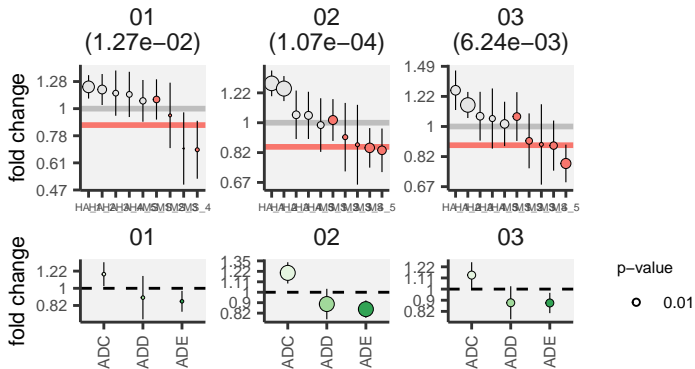 01
(1.27e−02)
02
(1.07e−04)
03
(6.24e−03)
fold change
1.28
1
0.78
0.61
0.47
1.22
1
0.82
0.67
1.49
1.22
1
0.82
0.67
01
02
03
fold change
1.22
1
0.82
1.35
1.22
1.11
1
0.9
0.82
1.22
1.11
1
0.9
0.82
ADC
ADD
ADE
ADC
ADD
ADE
ADC
ADD
ADE
p−value
0.01